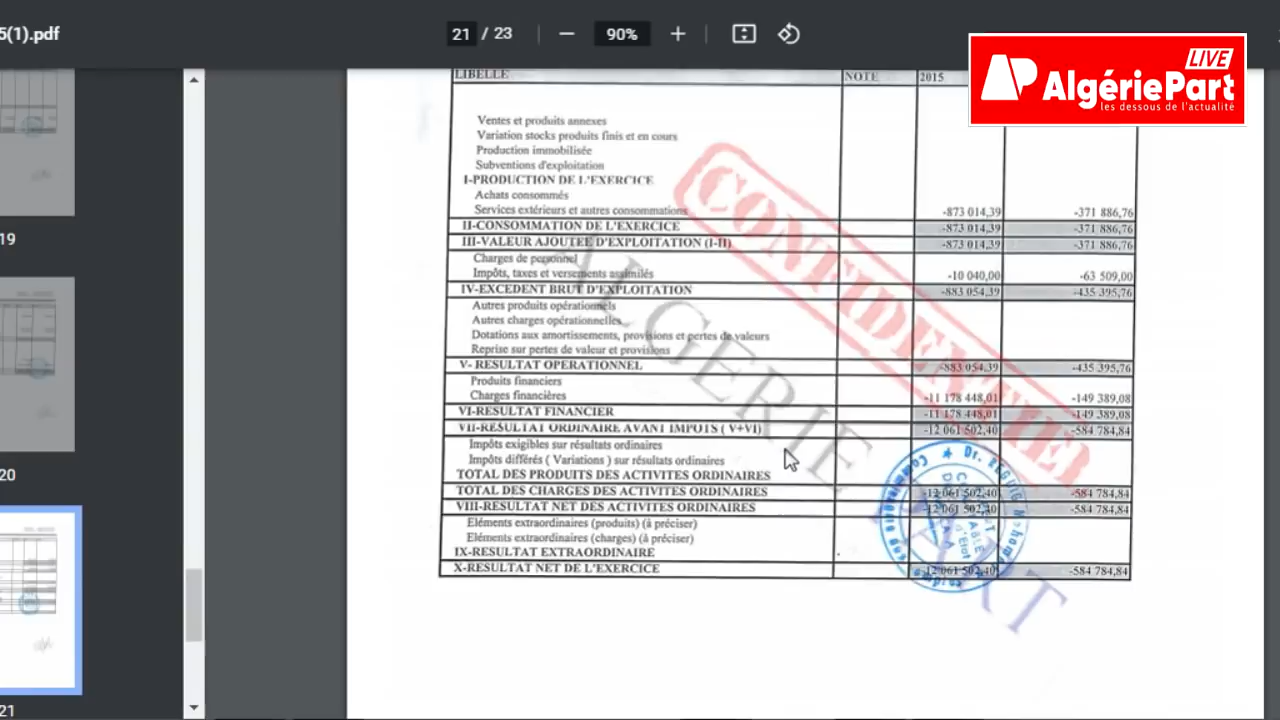 5(1).pdf
21 / 23
90%
LIVE
AlgériePart
les dessous de l'actualité
LIBELLE NOTE 2015
Ventes et produits annexes
Variation stocks produits finis et en cours
Production immobilisée
Subventions d'exploitation
I-PRODUCTION DE L'EXERCICE
Achats consommés
Services extérieurs et autres consommations -873 014,39 -371 886,76
II-CONSOMMATION DE L'EXERCICE -873 014,39 -371 886,76
III-VALEUR AJOUTEE D'EXPLOITATION (I-II) -873 014,39 -371 886,76
Charges de personnel
Impôts, taxes et versements assimilés -10 040,00 -63 509,00
IV-EXCEDENT BRUT D'EXPLOITATION -883 054,39 -435 395,76
Autres produits opérationnels
Autres charges opérationnelles
Dotations aux amortissements, provisions et pertes de valeurs
Reprise sur pertes de valeur et provisions
V- RESULTAT OPERATIONNEL -883 054,39 -435 395,76
Produits financiers
Charges financières -11 178 448,01 -149 389,08
VI-RESULTAT FINANCIER -11 178 448,01 -149 389,08
VII-RESULTAT ORDINAIRE AVANT IMPOTS ( V+VI) -12 061 502,40 -584 784,84
Impôts exigibles sur résultats ordinaires
Impôts différés ( Variations ) sur résultats ordinaires
TOTAL DES PRODUITS DES ACTIVITES ORDINAIRES
TOTAL DES CHARGES DES ACTIVITES ORDINAIRES -12 061 502,40 -584 784,84
VIII-RESULTAT NET DES ACTIVITES ORDINAIRES -12 061 502,40 -584 784,84
Eléments extraordinaires (produits) (à préciser)
Eléments extraordinaires (charges) (à préciser)
IX-RESULTAT EXTRAORDINAIRE
X-RESULTAT NET DE L'EXERCICE -12 061 502,40 -584 784,84
CONFIDENTIEL
ALGERIE PART
Dr. REGUIG Mohamed
19
20
21